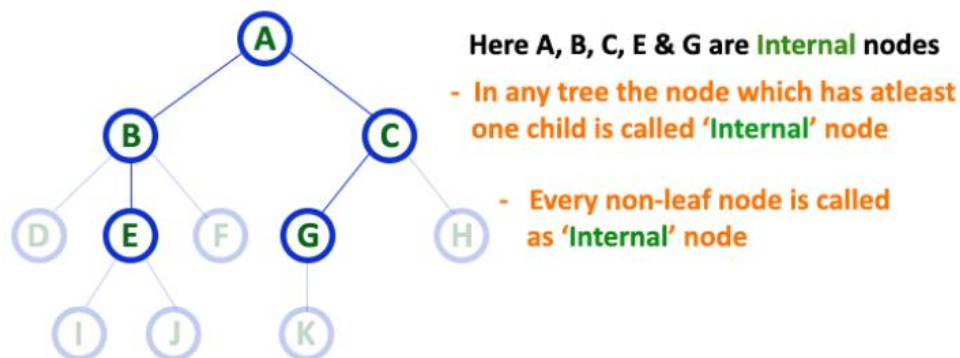 A
Here A, B, C, E & G are Internal nodes
- In any tree the node which has atleast
one child is called ‘Internal’ node
B
C
- Every non-leaf node is called
as ‘Internal’ node
D
E
F
G
H
I
J
K